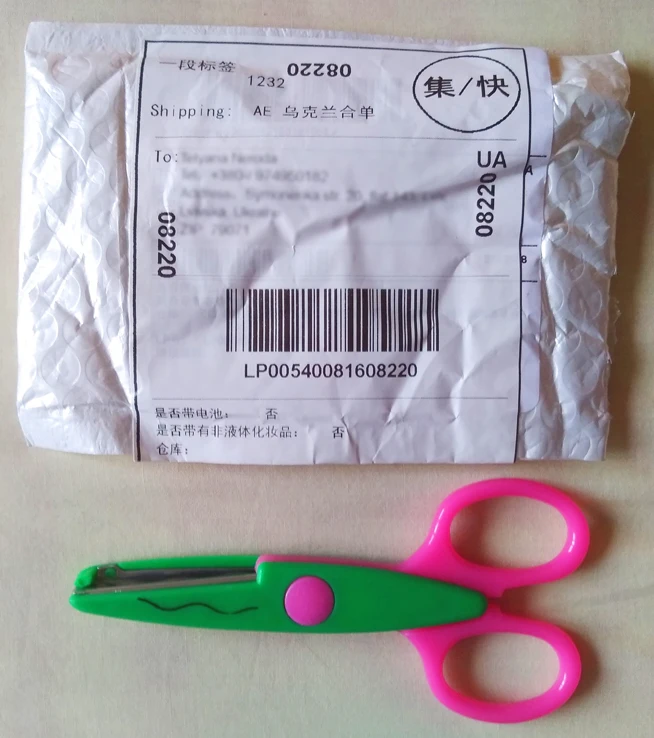 一段标签
08220
1232
集/快
Shipping: AE 乌克兰合单
To:
UA
08220
08220
A
B
LP00540081608220
是否带电池： 否
是否带有非液体化妆品： 否
仓库：